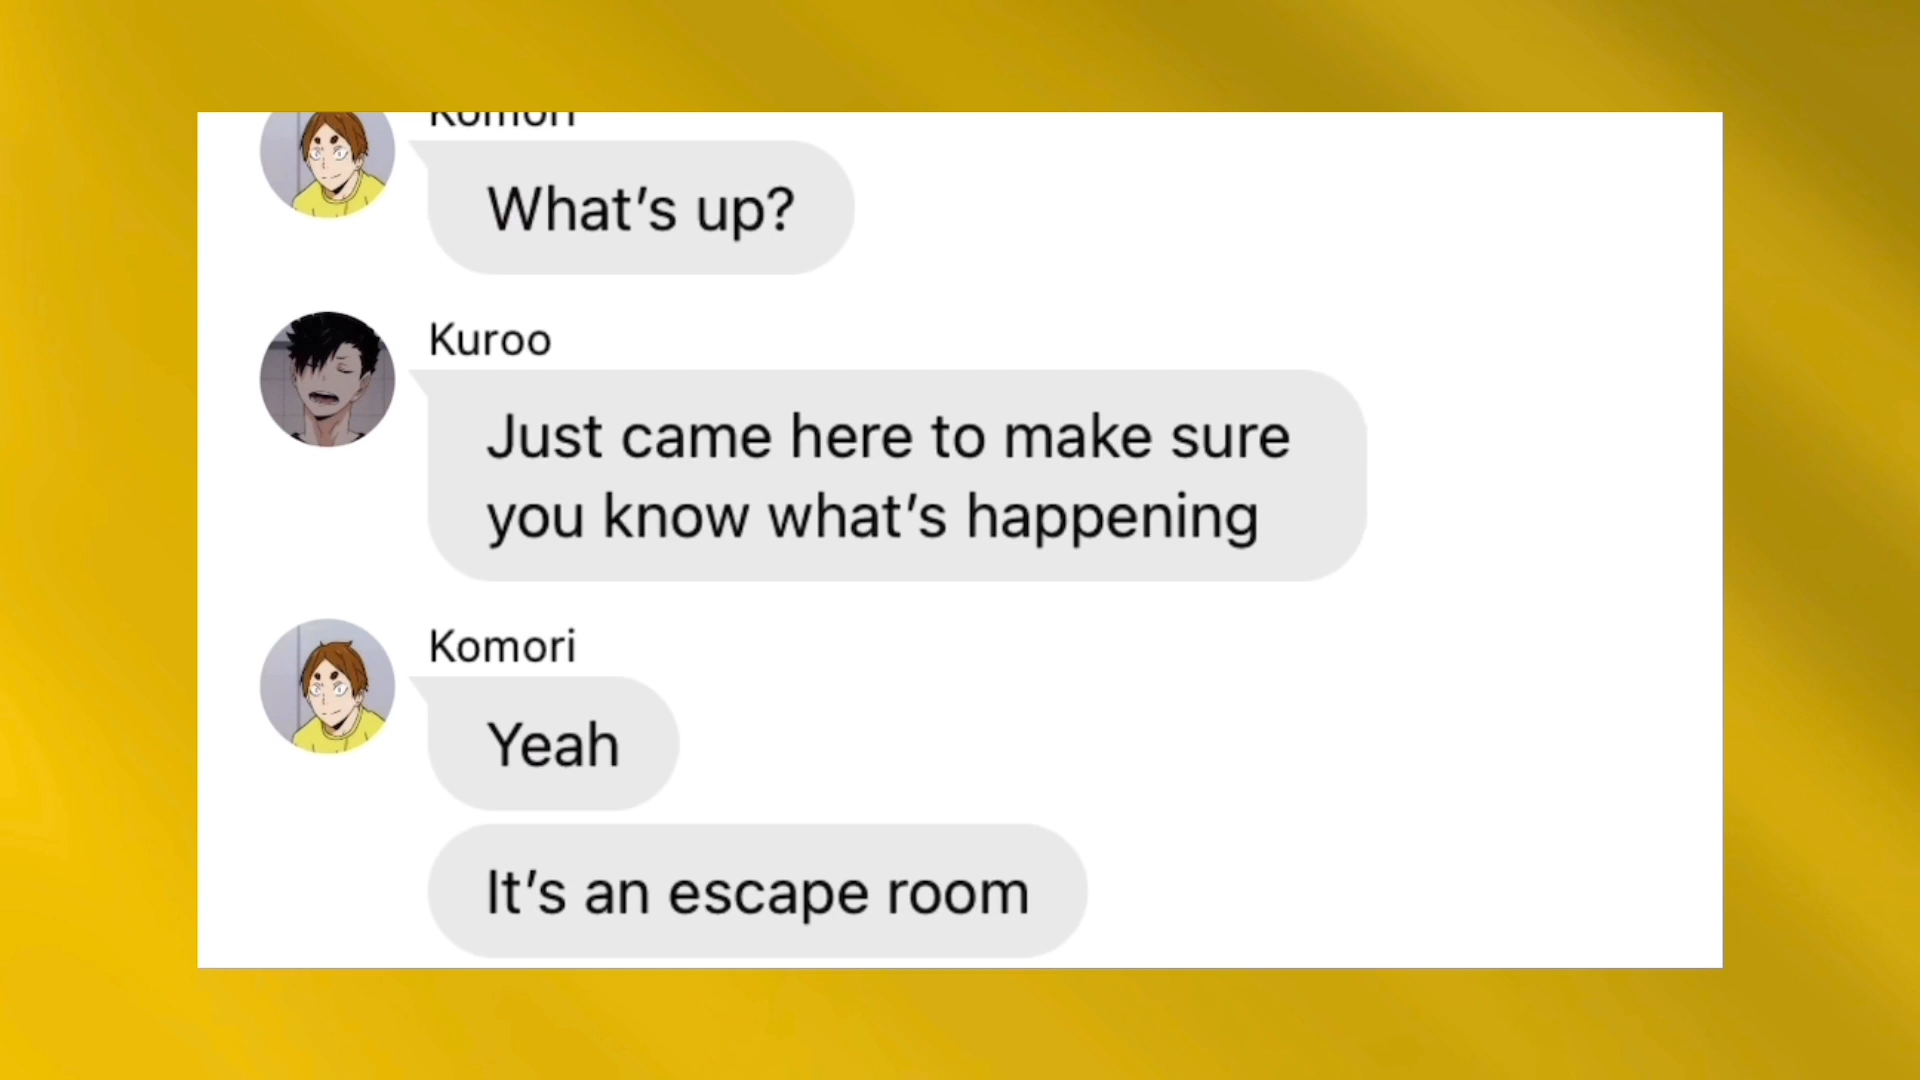 Komori
What's up?
Kuroo
Just came here to make sure
you know what's happening
Komori
Yeah
It's an escape room